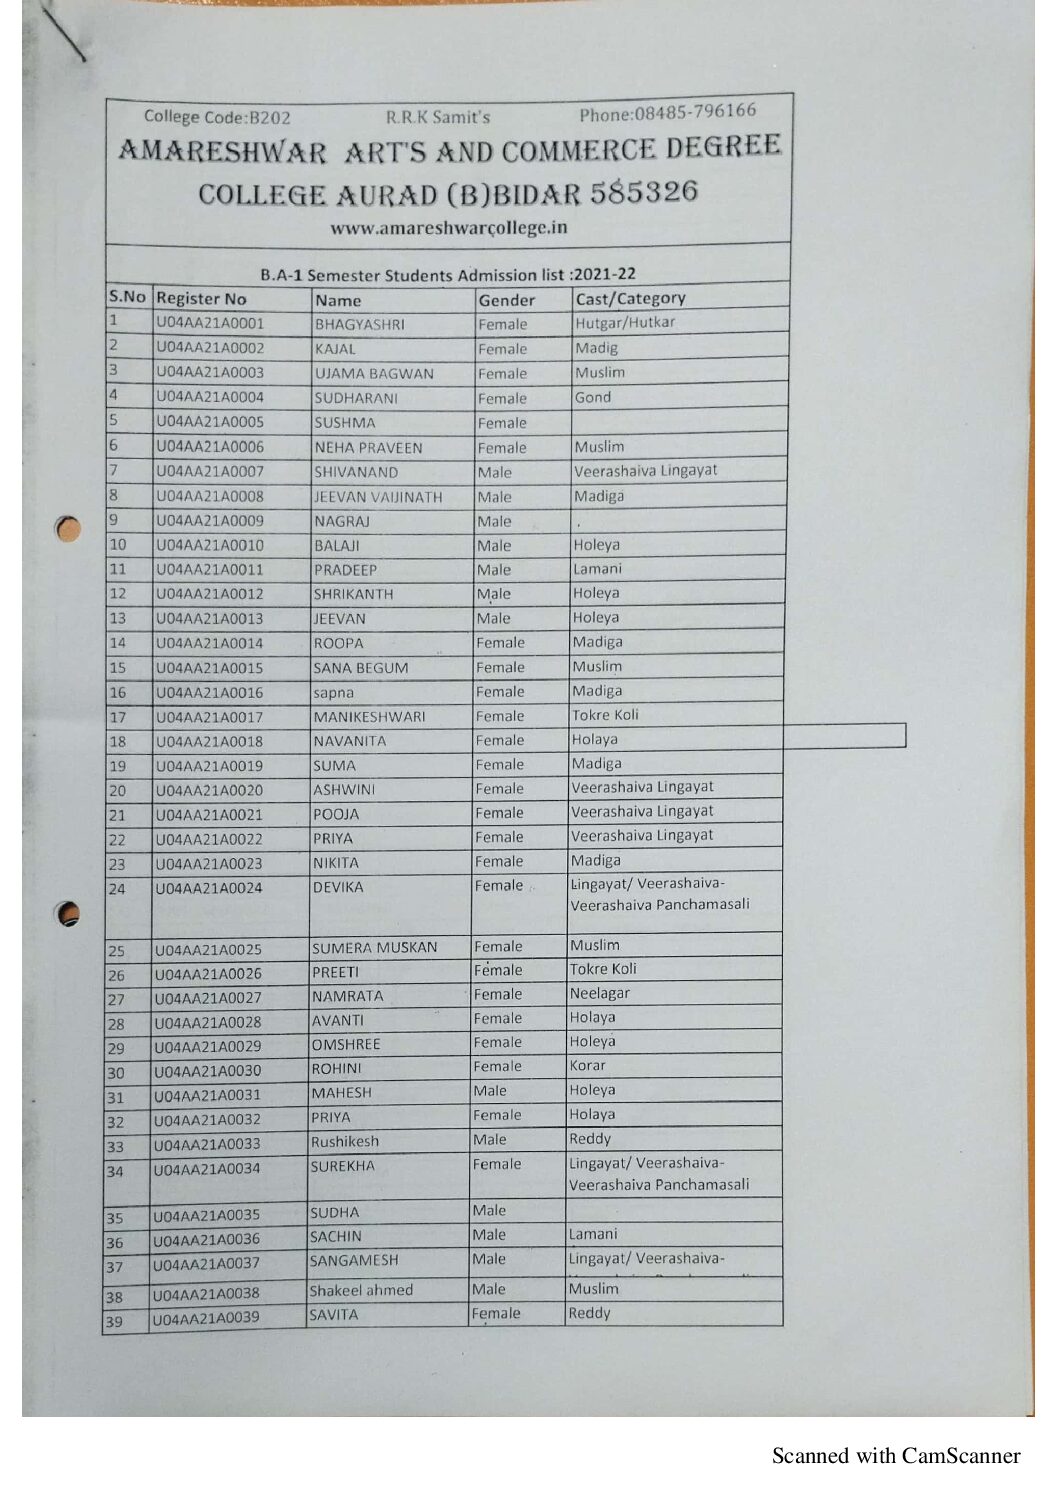 College Code:B202 R.R.K Samit's Phone:08485-796166
AMARESHWAR ART'S AND COMMERCE DEGREE
COLLEGE AURAD (B)BIDAR 585326
www.amareshwarcollege.in
B.A-1 Semester Students Admission list :2021-22
S.No Register No Name Gender Cast/Category
1 U04AA21A0001 BHAGYASHRI Female Hutgar/Hutkar
2 U04AA21A0002 KAJAL Female Madig
3 U04AA21A0003 UJAMA BAGWAN Female Muslim
4 U04AA21A0004 SUDHARANI Female Gond
5 U04AA21A0005 SUSHMA Female
6 U04AA21A0006 NEHA PRAVEEN Female Muslim
7 U04AA21A0007 SHIVANAND Male Veerashaiva Lingayat
8 U04AA21A0008 JEEVAN VAIJINATH Male Madiga
9 U04AA21A0009 NAGRAJ Male .
10 U04AA21A0010 BALAJI Male Holeya
11 U04AA21A0011 PRADEEP Male Lamani
12 U04AA21A0012 SHRIKANTH Male Holeya
13 U04AA21A0013 JEEVAN Male Holeya
14 U04AA21A0014 ROOPA Female Madiga
15 U04AA21A0015 SANA BEGUM Female Muslim
16 U04AA21A0016 sapna Female Madiga
17 U04AA21A0017 MANIKESHWARI Female Tokre Koli
18 U04AA21A0018 NAVANITA Female Holaya
19 U04AA21A0019 SUMA Female Madiga
20 U04AA21A0020 ASHWINI Female Veerashaiva Lingayat
21 U04AA21A0021 POOJA Female Veerashaiva Lingayat
22 U04AA21A0022 PRIYA Female Veerashaiva Lingayat
23 U04AA21A0023 NIKITA Female Madiga
24 U04AA21A0024 DEVIKA Female Lingayat/ Veerashaiva-
Veerashaiva Panchamasali
25 U04AA21A0025 SUMERA MUSKAN Female Muslim
26 U04AA21A0026 PREETI Female Tokre Koli
27 U04AA21A0027 NAMRATA Female Neelagar
28 U04AA21A0028 AVANTI Female Holaya
29 U04AA21A0029 OMSHREE Female Holeya
30 U04AA21A0030 ROHINI Female Korar
31 U04AA21A0031 MAHESH Male Holeya
32 U04AA21A0032 PRIYA Female Holaya
33 U04AA21A0033 Rushikesh Male Reddy
34 U04AA21A0034 SUREKHA Female Lingayat/ Veerashaiva-
Veerashaiva Panchamasali
35 U04AA21A0035 SUDHA Male
36 U04AA21A0036 SACHIN Male Lamani
37 U04AA21A0037 SANGAMESH Male Lingayat/ Veerashaiva-
38 U04AA21A0038 Shakeel ahmed Male Muslim
39 U04AA21A0039 SAVITA Female Reddy
Scanned with CamScanner